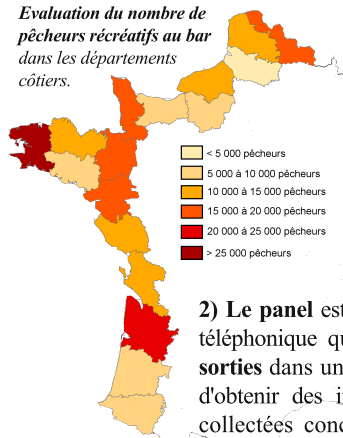 Evaluation du nombre de
pêcheurs récréatifs au bar
dans les départements
côtiers.
< 5 000 pêcheurs
5 000 à 10 000 pêcheurs
10 000 à 15 000 pêcheurs
15 000 à 20 000 pêcheurs
20 000 à 25 000 pêcheurs
> 25 000 pêcheurs
2) Le panel est
téléphonique qu
sorties dans un
d'obtenir des i
collectées conc